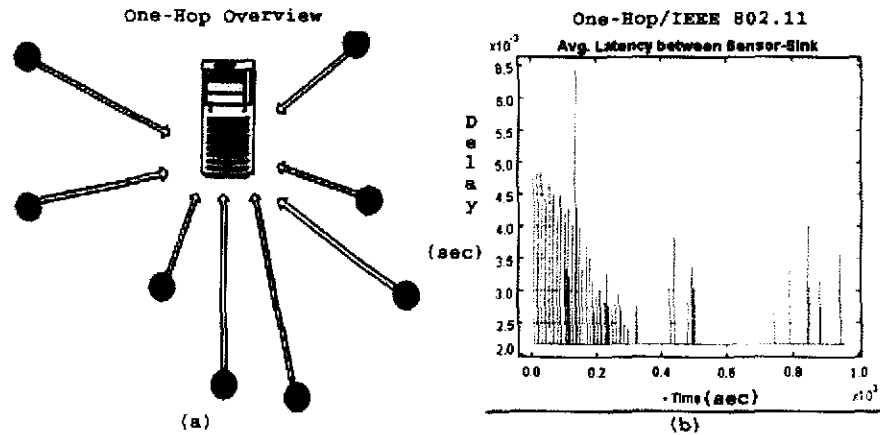 One-Hop Overview
(a)
One-Hop/IEEE 802.11
x10⁻³
Avg. Latency between Sensor-Sink
6.5
6.0
5.0
4.5
4.0
3.5
3.0
2.5
2.0
Delay
(sec)
0.0 0.2 0.4 0.6 0.8 1.0
- Time (sec)
x10³
(b)